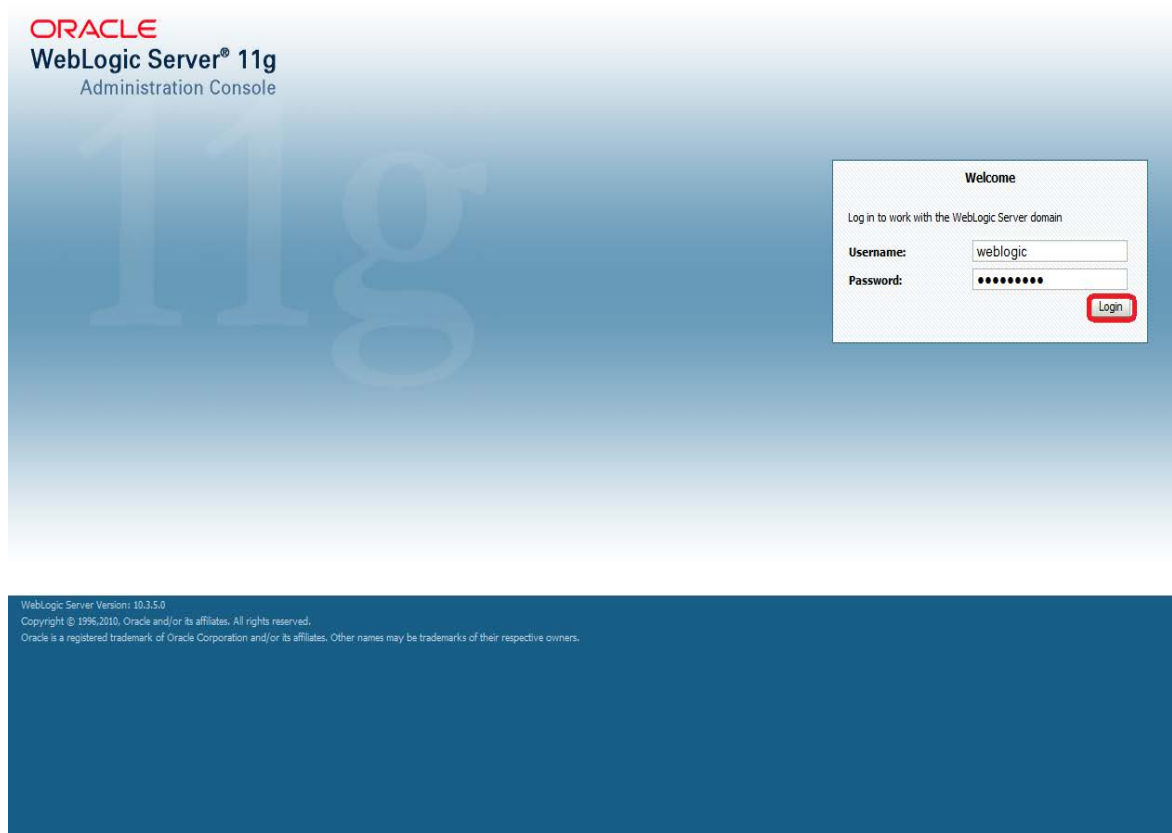 ORACLE
WebLogic Server® 11g
Administration Console
11g
Welcome
Log in to work with the WebLogic Server domain
Username: weblogic
Password: •••••••••
Login
WebLogic Server Version: 10.3.5.0
Copyright © 1996,2010, Oracle and/or its affiliates. All rights reserved.
Oracle is a registered trademark of Oracle Corporation and/or its affiliates. Other names may be trademarks of their respective owners.